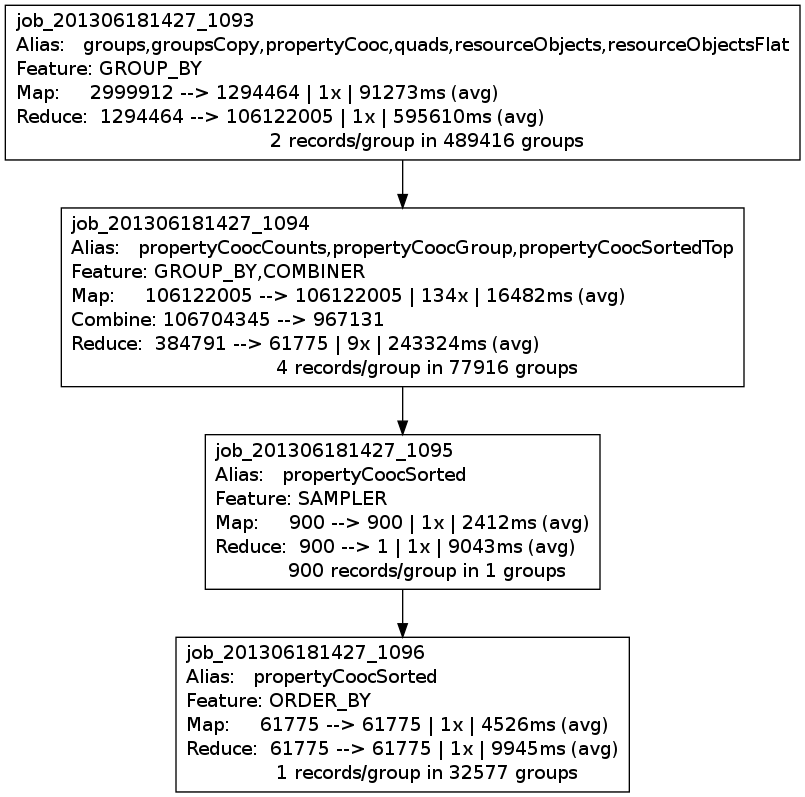 job_201306181427_1093
Alias: groups,groupsCopy,propertyCooc,quads,resourceObjects,resourceObjectsFlat
Feature: GROUP_BY
Map: 2999912 --> 1294464 | 1x | 91273ms (avg)
Reduce: 1294464 --> 106122005 | 1x | 595610ms (avg)
2 records/group in 489416 groups
job_201306181427_1094
Alias: propertyCoocCounts,propertyCoocGroup,propertyCoocSortedTop
Feature: GROUP_BY,COMBINER
Map: 106122005 --> 106122005 | 134x | 16482ms (avg)
Combine: 106704345 --> 967131
Reduce: 384791 --> 61775 | 9x | 243324ms (avg)
4 records/group in 77916 groups
job_201306181427_1095
Alias: propertyCoocSorted
Feature: SAMPLER
Map: 900 --> 900 | 1x | 2412ms (avg)
Reduce: 900 --> 1 | 1x | 9043ms (avg)
900 records/group in 1 groups
job_201306181427_1096
Alias: propertyCoocSorted
Feature: ORDER_BY
Map: 61775 --> 61775 | 1x | 4526ms (avg)
Reduce: 61775 --> 61775 | 1x | 9945ms (avg)
1 records/group in 32577 groups